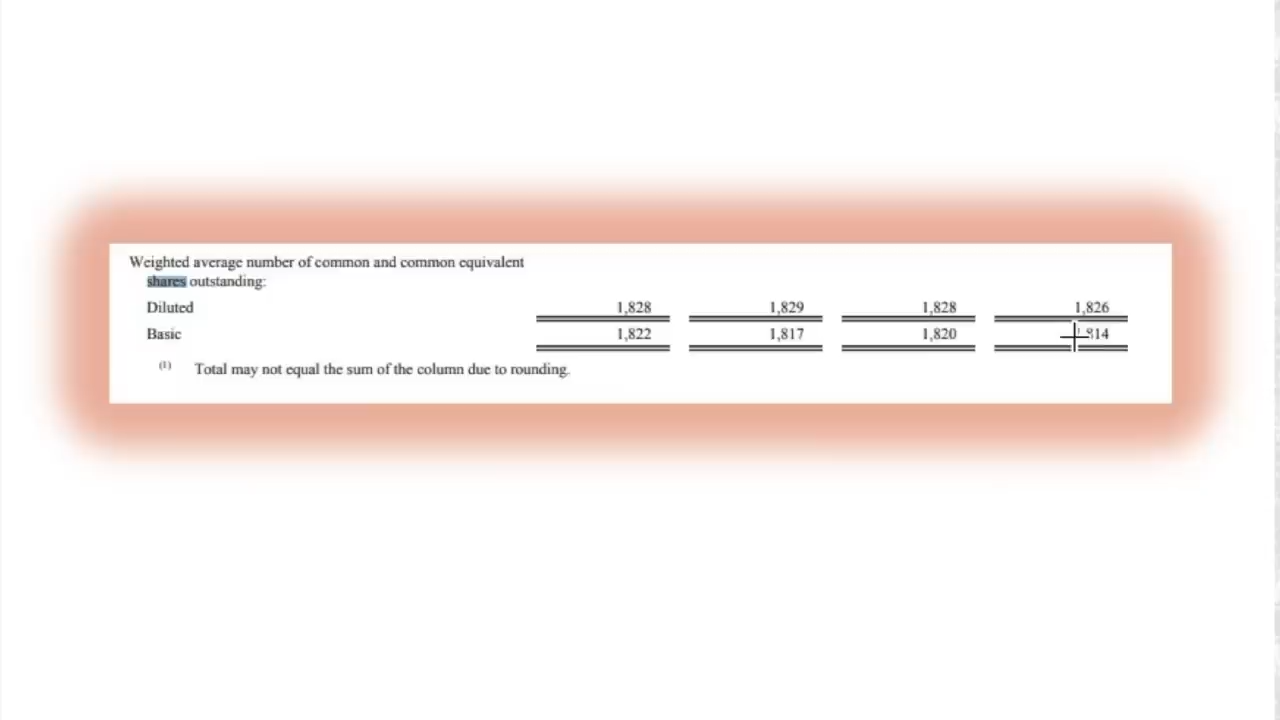 Weighted average number of common and common equivalent
shares outstanding:
Diluted 1,828 1,829 1,828 1,826
Basic 1,822 1,817 1,820
(1) Total may not equal the sum of the column due to rounding.